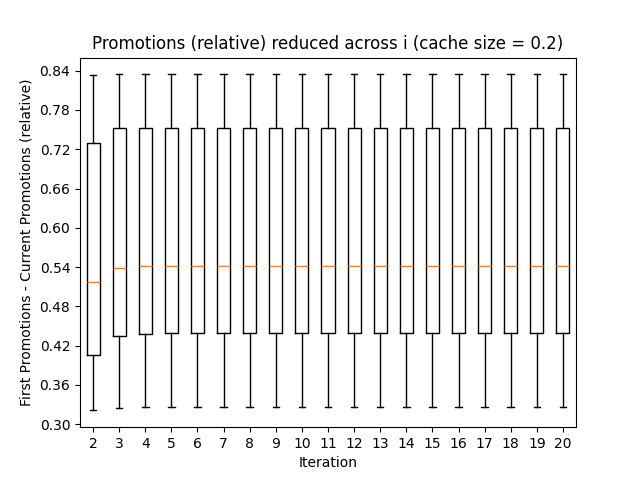 Promotions (relative) reduced across i (cache size = 0.2)
First Promotions - Current Promotions (relative)
0.84
0.78
0.72
0.66
0.60
0.54
0.48
0.42
0.36
0.30
2 3 4 5 6 7 8 9 10 11 12 13 14 15 16 17 18 19 20
Iteration